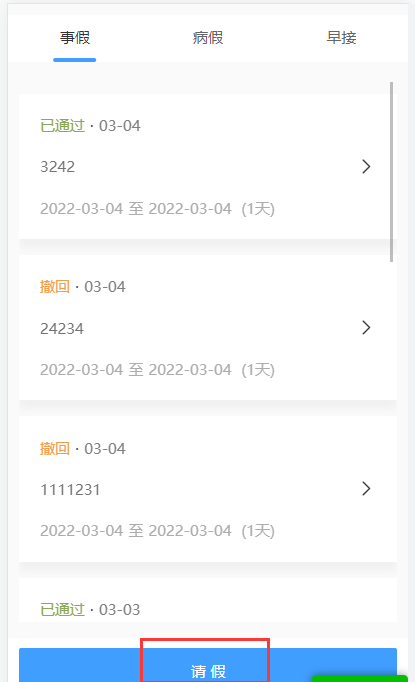 事假 病假 早接
已通过 · 03-04
3242
2022-03-04 至 2022-03-04 (1天)
撤回 · 03-04
24234
2022-03-04 至 2022-03-04 (1天)
撤回 · 03-04
1111231
2022-03-04 至 2022-03-04 (1天)
已通过 · 03-03
请 假